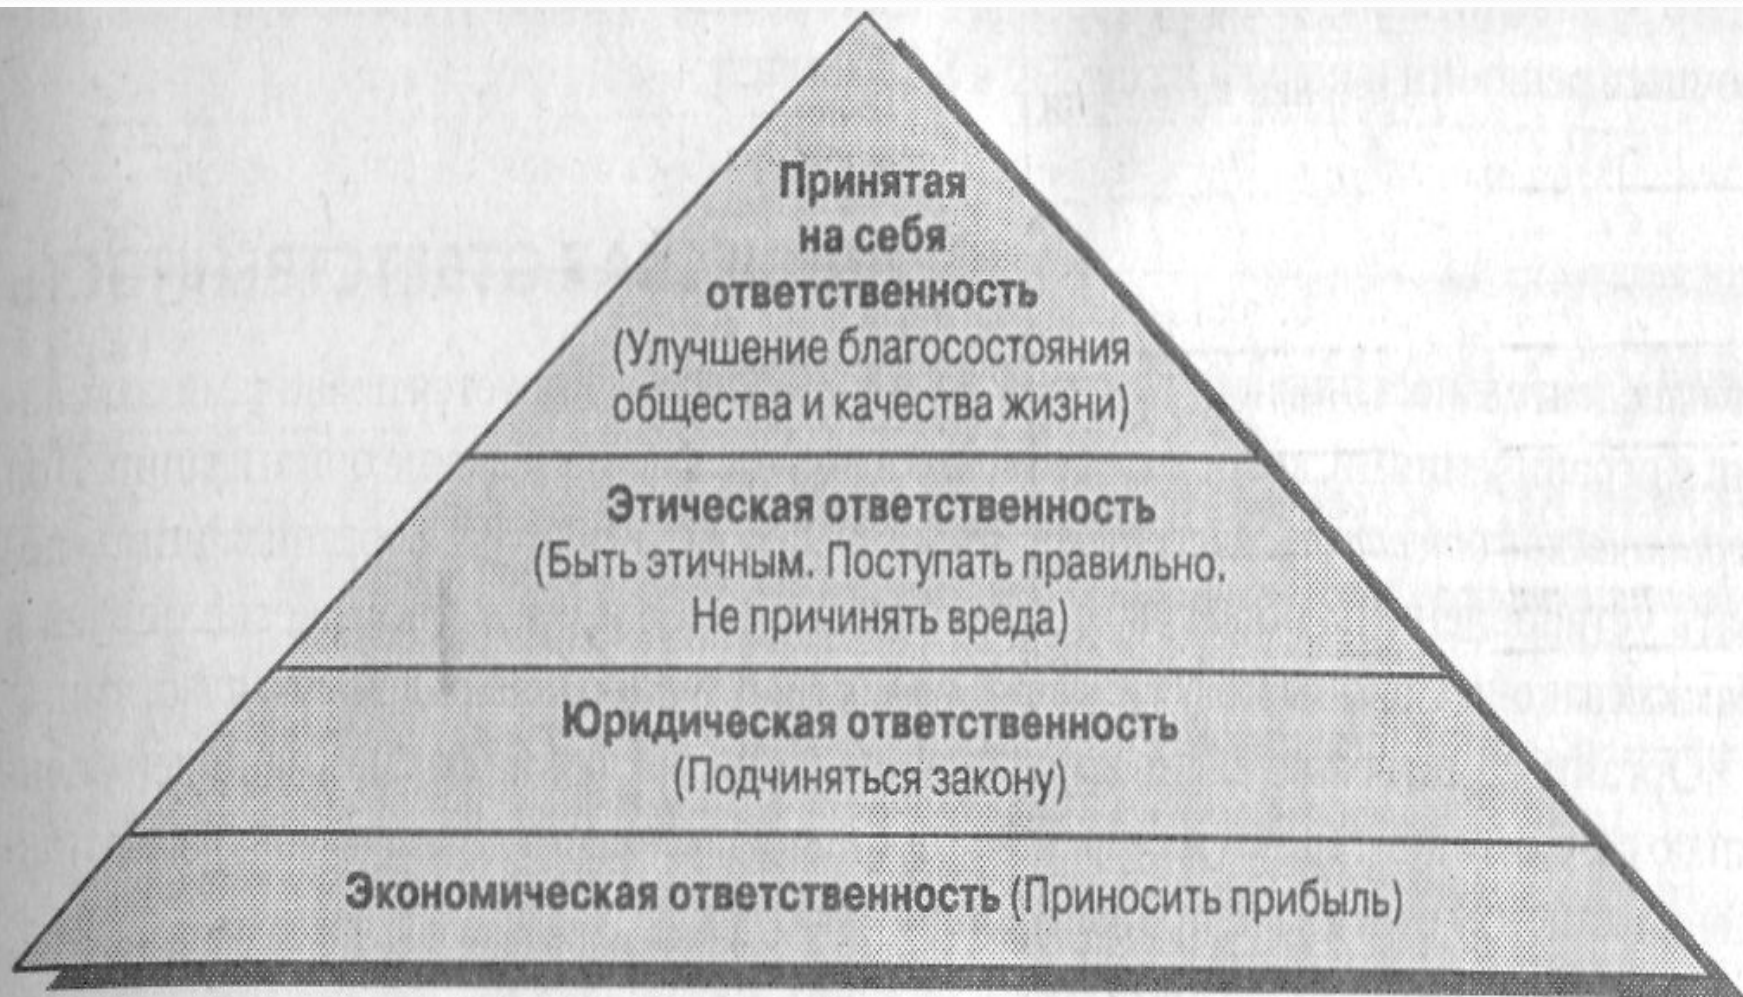 Принятая
на себя
ответственность
(Улучшение благосостояния
общества и качества жизни)
Этическая ответственность
(Быть этичным. Поступать правильно.
Не причинять вреда)
Юридическая ответственность
(Подчиняться закону)
Экономическая ответственность (Приносить прибыль)